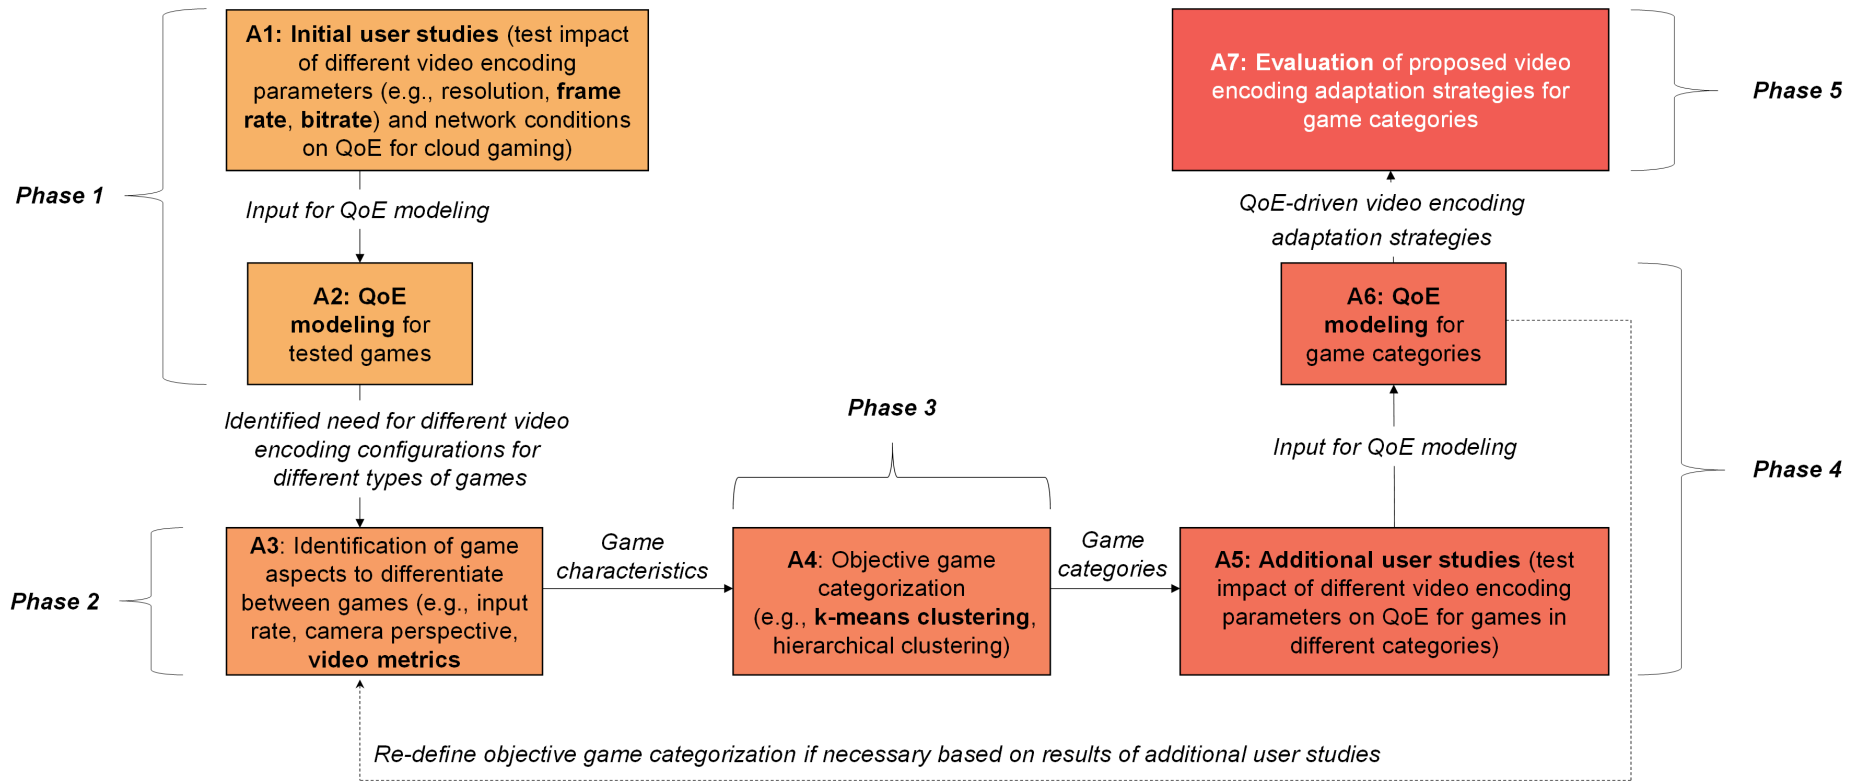 A1: Initial user studies (test impact
of different video encoding
parameters (e.g., resolution, frame
rate, bitrate) and network conditions
on QoE for cloud gaming)
Phase 1
Input for QoE modeling
A2: QoE
modeling for
tested games
Identified need for different video
encoding configurations for
different types of games
Phase 2
A3: Identification of game
aspects to differentiate
between games (e.g., input
rate, camera perspective,
video metrics
Game
characteristics
Phase 3
A4: Objective game
categorization
(e.g., k-means clustering,
hierarchical clustering)
Game
categories
A5: Additional user studies (test
impact of different video encoding
parameters on QoE for games in
different categories)
Input for QoE modeling
Phase 4
A6: QoE
modeling for
game categories
QoE-driven video encoding
adaptation strategies
A7: Evaluation of proposed video
encoding adaptation strategies for
game categories
Phase 5
Re-define objective game categorization if necessary based on results of additional user studies